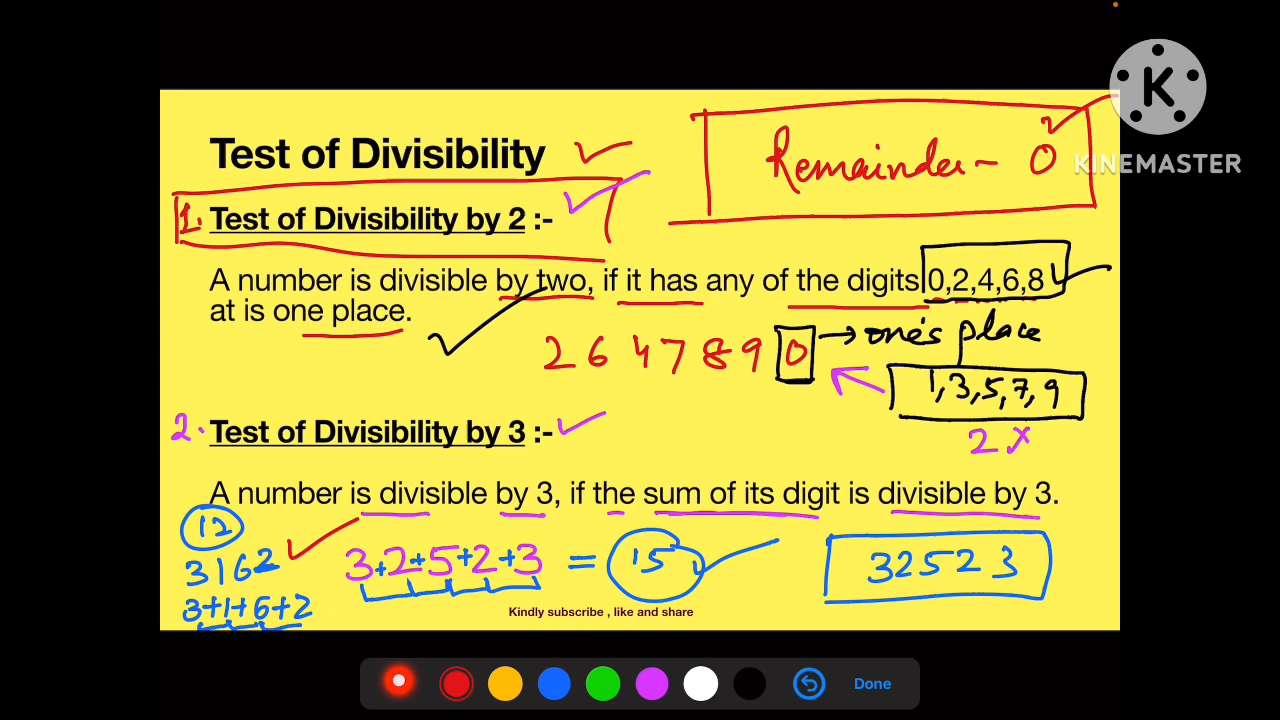 K
KINEMASTER
Test of Divisibility
Remainder - 0
1. Test of Divisibility by 2 :-
A number is divisible by two, if it has any of the digits 0,2,4,6,8
at is one place.
2 6 4 7 8 9 0 → one's place
1, 3, 5, 7, 9
2 x
2. Test of Divisibility by 3 :-
A number is divisible by 3, if the sum of its digit is divisible by 3.
12
3162
3+1+6+2
3+2+5+2+3 = 15
32523
Kindly subscribe , like and share
Done